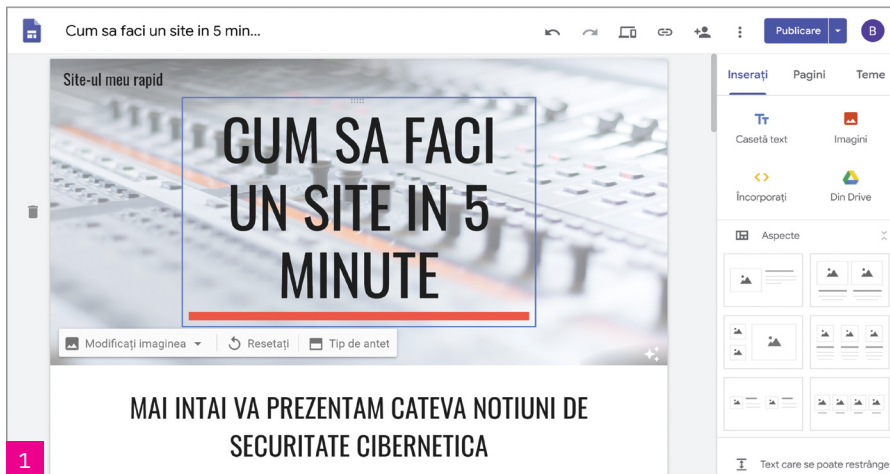 Cum sa faci un site in 5 min...
Publicare
B
Site-ul meu rapid
CUM SA FACI
UN SITE IN 5
MINUTE
Modificați imaginea
Resetați
Tip de antet
MAI INTAI VA PREZENTAM CATEVA NOTIUNI DE
SECURITATE CIBERNETICA
1
Inserați Pagini Teme
Tт
Casetă text Imagini
Încorporați Din Drive
Aspecte
Text care se poate restrânge